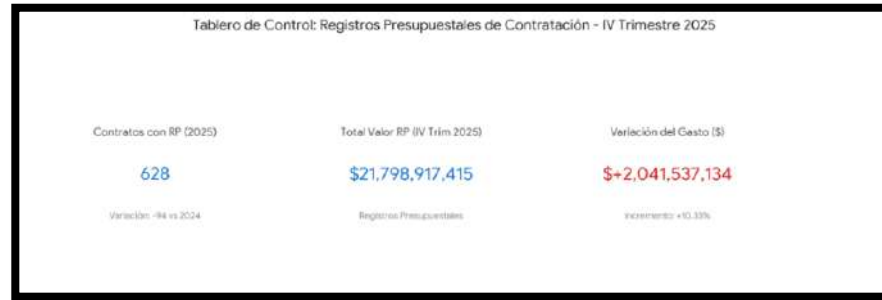 Tablero de Control: Registros Presupuestales de Contratación - IV Trimestre 2025
Contratos con RP (2025)
Total Valor RP (IV Trim 2025)
Variación del Gasto ($)
628
$21,798,917,415
$+2,041,537,134
Variación: -94 vs 2024
Registros Presupuestales
Incremento: +10.33%